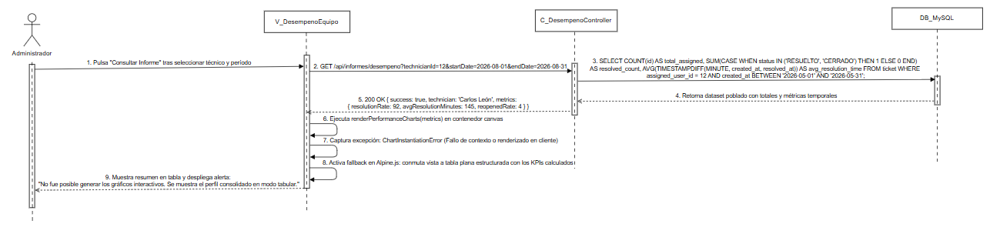 DB_MySQL
C_DesempenoController
V_DesempenoEquipo
Administrador
1. Pulsa "Consultar Informe" tras seleccionar técnico y período
2. GET /api/informes/desempeno?technicianId=12&startDate=2026-08-01&endDate=2026-08-31
3. SELECT COUNT(id) AS total_assigned, SUM(CASE WHEN status IN ('RESUELTO', 'CERRADO') THEN 1 ELSE 0 END)
AS resolved_count, AVG(TIMESTAMPDIFF(MINUTE, created_at, resolved_at)) AS avg_resolution_time FROM ticket WHERE
assigned_user_id = 12 AND created_at BETWEEN '2026-05-01' AND '2026-05-31';
4. Retorna dataset poblado con totales y métricas temporales
5. 200 OK { success: true, technician: 'Carlos León', metrics:
{ resolutionRate: 92, avgResolutionMinutes: 145, reopenedRate: 4 } }
6. Ejecuta renderPerformanceCharts(metrics) en contenedor canvas
7. Captura excepción: ChartInstantiationError (Fallo de contexto o renderizado en cliente)
8. Activa fallback en Alpine.js: conmuta vista a tabla plana estructurada con los KPIs calculados
9. Muestra resumen en tabla y despliega alerta:
"No fue posible generar los gráficos interactivos. Se muestra el perfil consolidado en modo tabular."